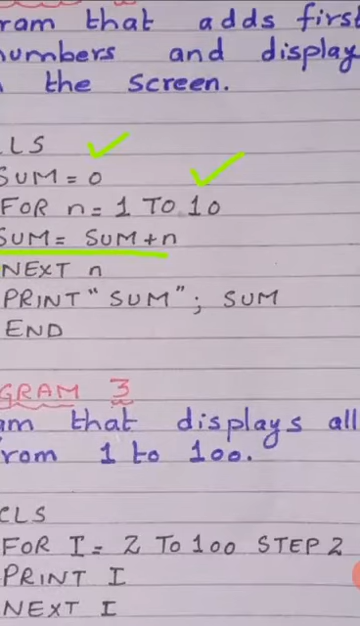 ram that adds first
numbers and display
the screen.
LS
SUM = 0
FOR n = 1 TO 10
SUM = SUM + n
NEXT n
PRINT "SUM" ; SUM
END
GRAM 3
am that displays all
rom 1 to 100.
CLS
FOR I = 2 TO 100 STEP 2
PRINT I
NEXT I